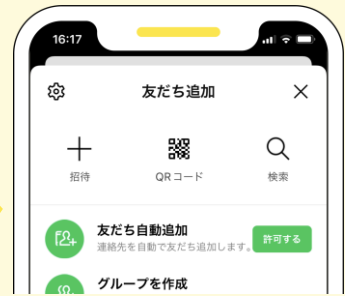 16:17
友だち追加
招待
QRコード
検索
友だち自動追加
連絡先を自動で友だち追加します。
許可する
グループを作成